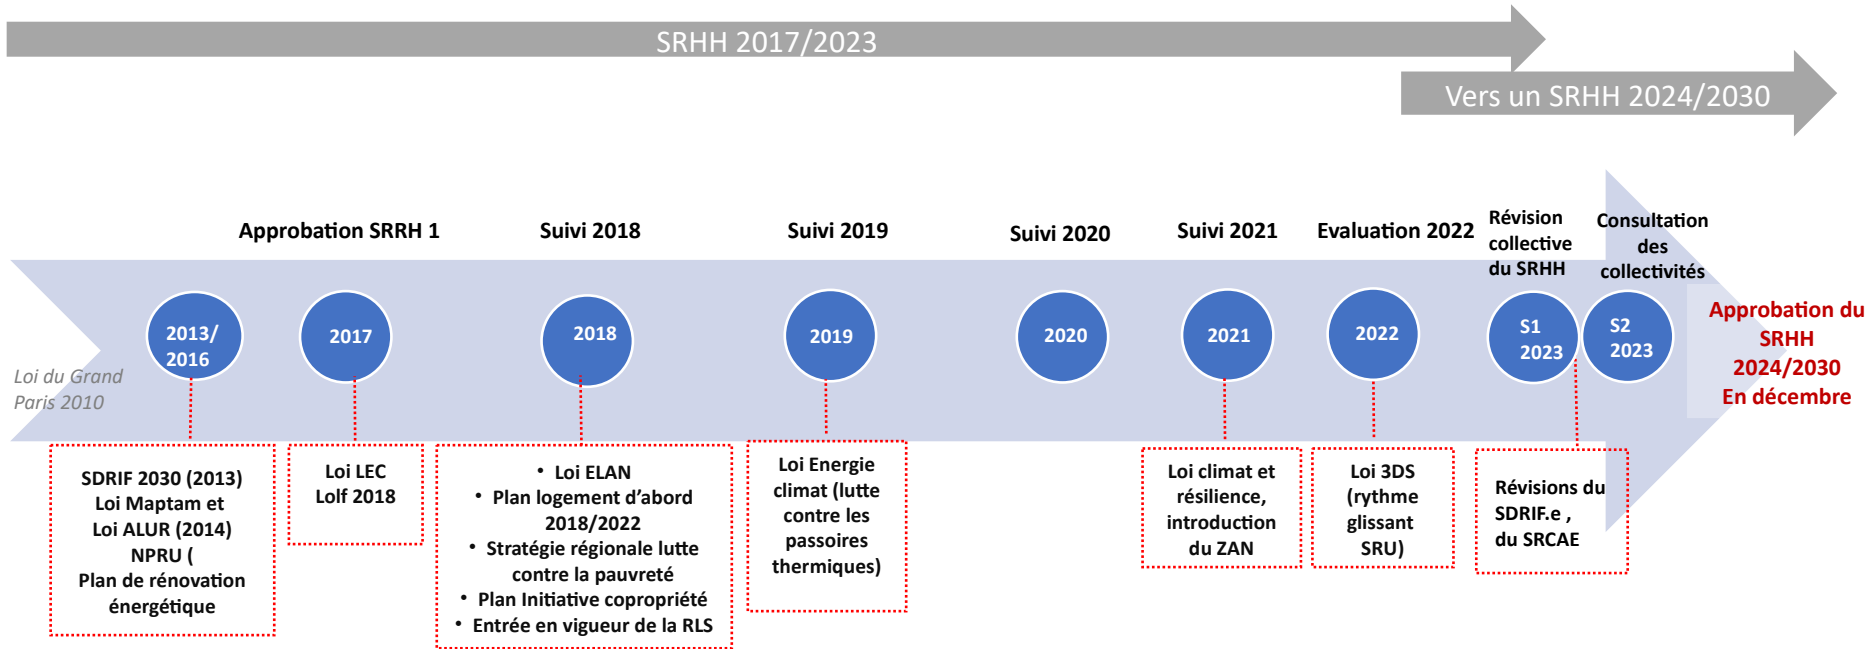 SRHH 2017/2023
Vers un SRHH 2024/2030
Approbation SRRH 1
Suivi 2018
Suivi 2019
Suivi 2020
Suivi 2021
Evaluation 2022
Révision
collective
du SRHH
Consultation
des
collectivités
Loi du Grand
Paris 2010
2013/
2016
2017
2018
2019
2020
2021
2022
S1
2023
S2
2023
Approbation du
SRHH
2024/2030
En décembre
SDRIF 2030 (2013)
Loi Maptam et
Loi ALUR (2014)
NPRU (
Plan de rénovation
énergétique
Loi LEC
Lolf 2018
• Loi ELAN
• Plan logement d’abord
2018/2022
• Stratégie régionale lutte
contre la pauvreté
• Plan Initiative copropriété
• Entrée en vigueur de la RLS
Loi Energie
climat (lutte
contre les
passoires
thermiques)
Loi climat et
résilience,
introduction
du ZAN
Loi 3DS
(rythme
glissant
SRU)
Révisions du
SDRIF.e ,
du SRCAE